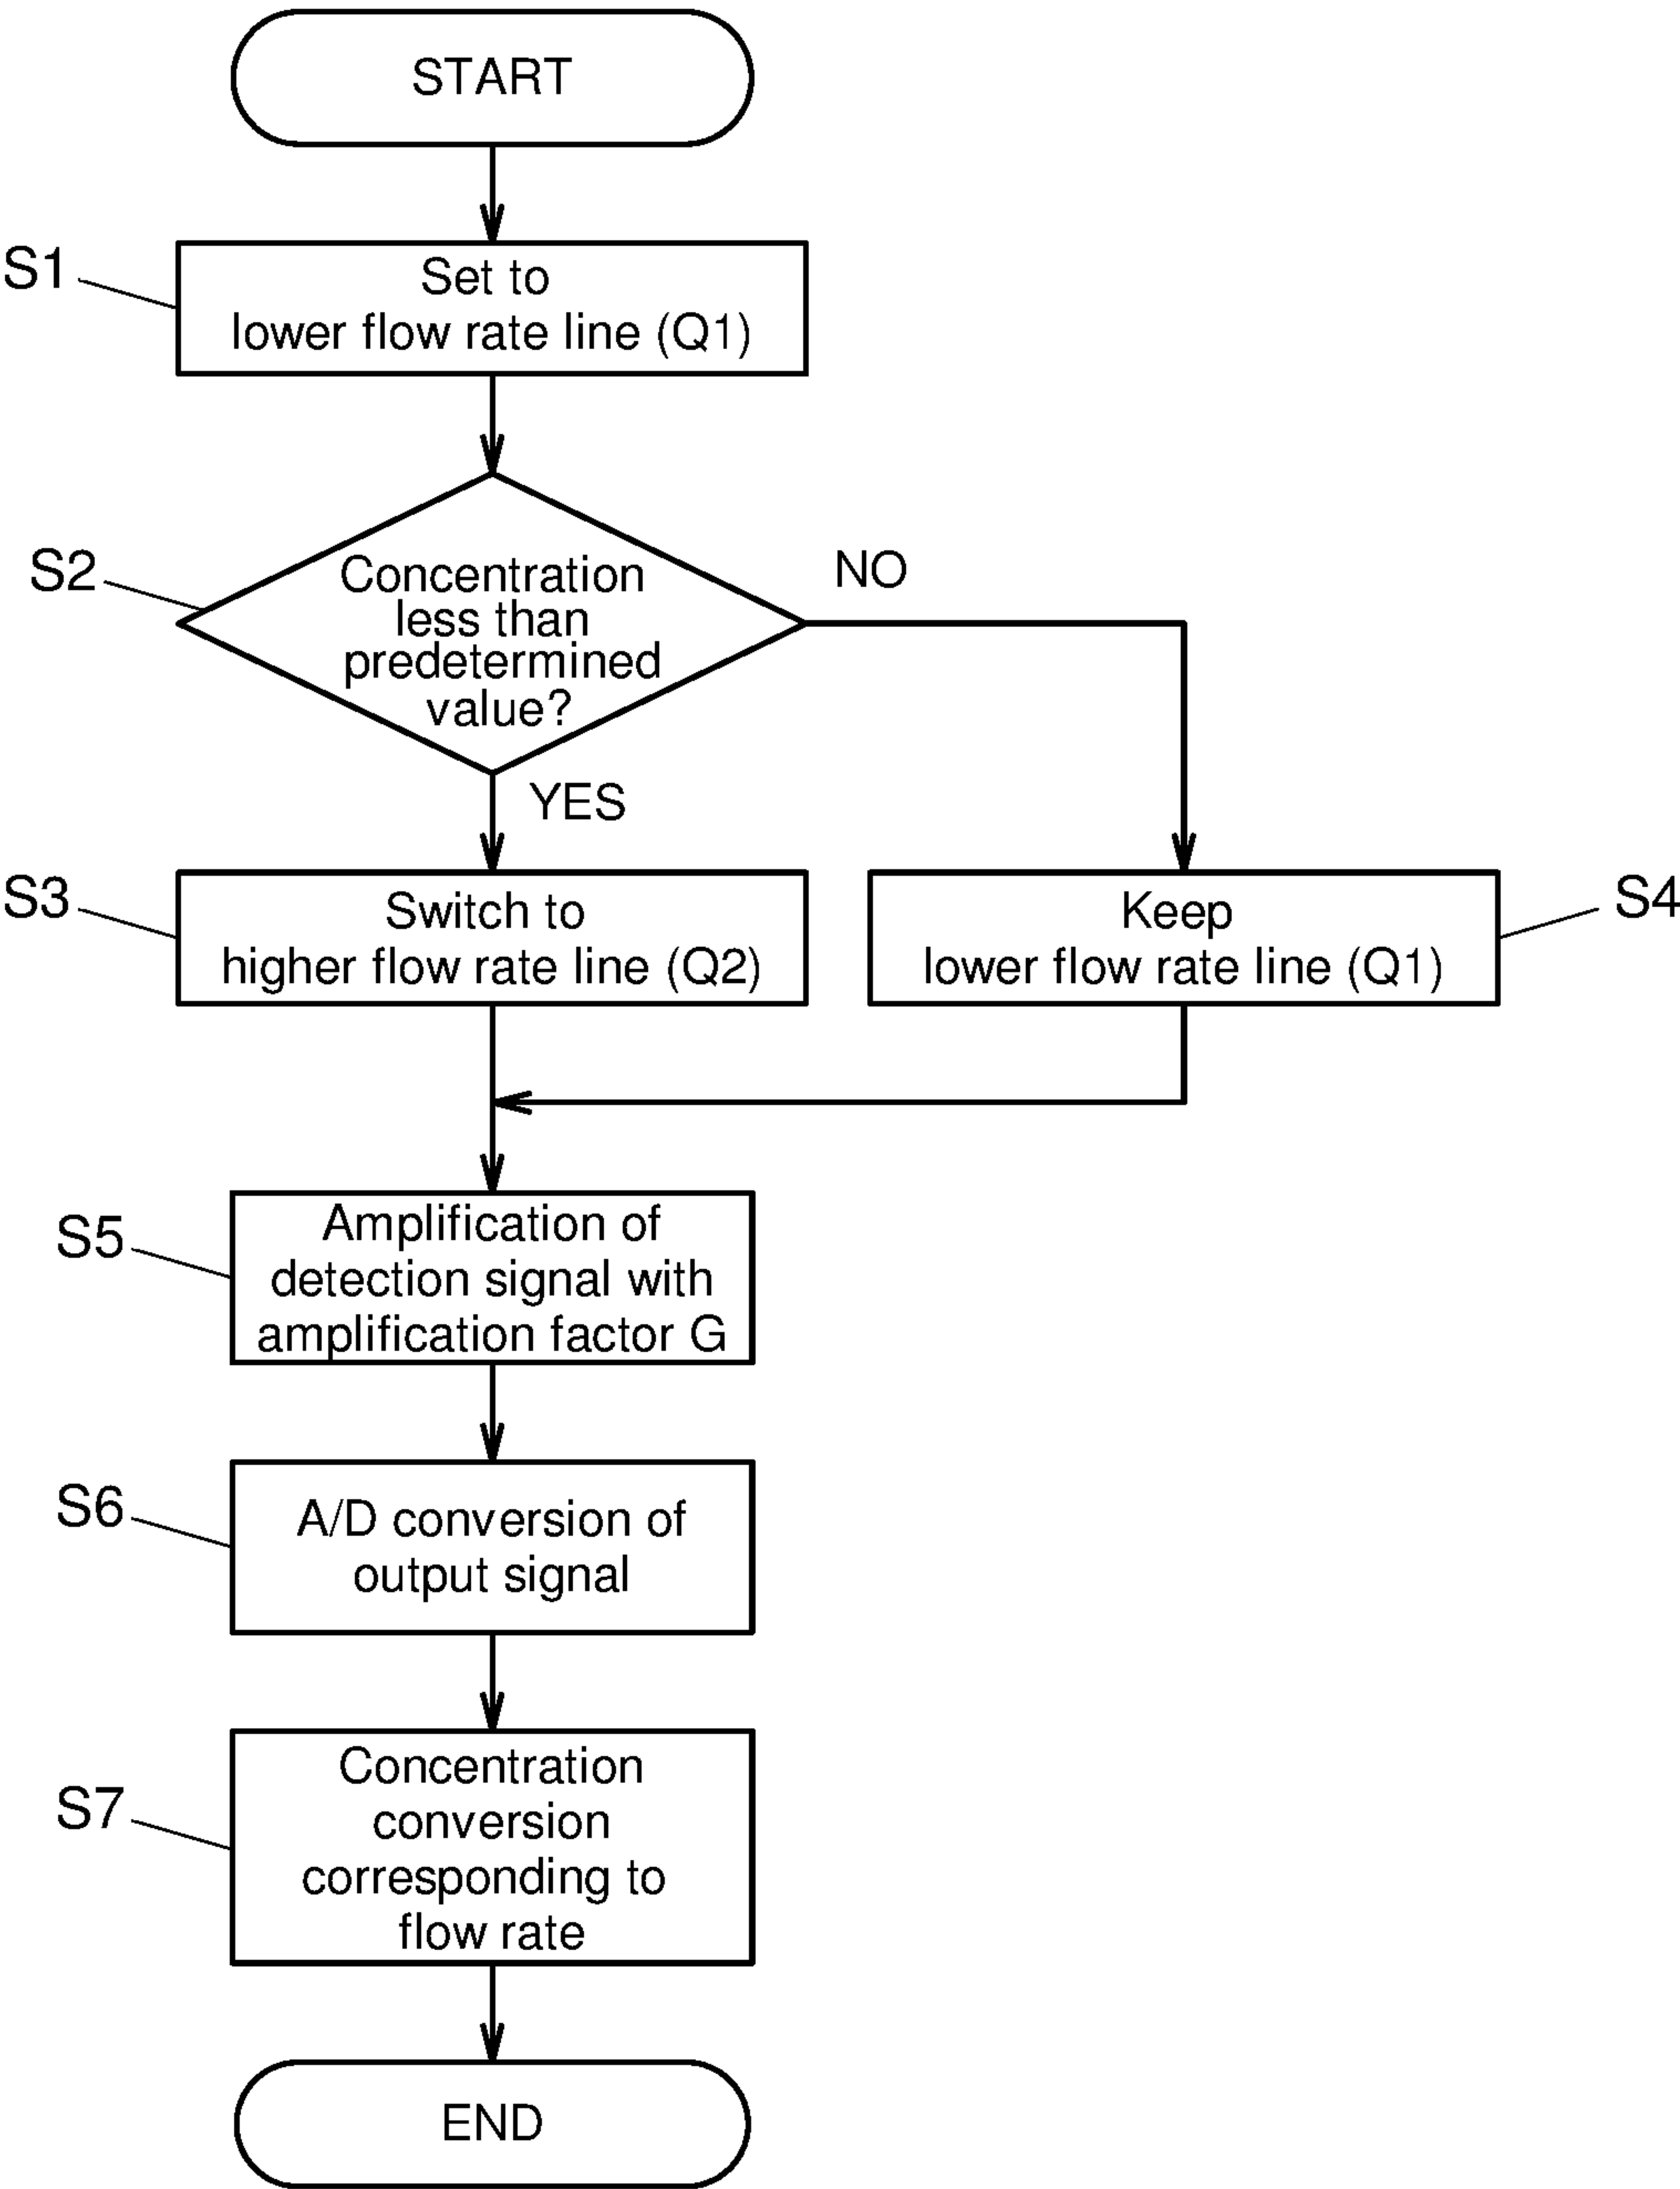 START
S1
Set to
lower flow rate line (Q1)
S2
Concentration
less than
predetermined
value?
NO
YES
S3
Switch to
higher flow rate line (Q2)
Keep
lower flow rate line (Q1)
S4
S5
Amplification of
detection signal with
amplification factor G
S6
A/D conversion of
output signal
S7
Concentration
conversion
corresponding to
flow rate
END